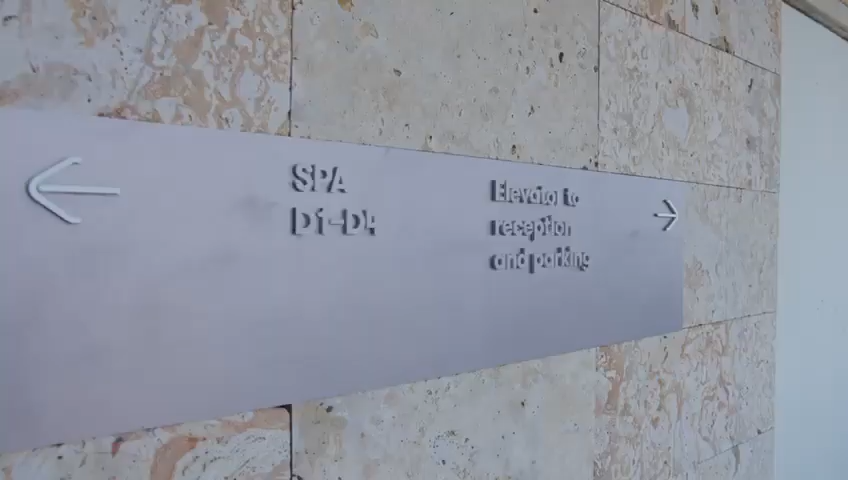 SPA
D1-D4
Elevator to
reception
and parking